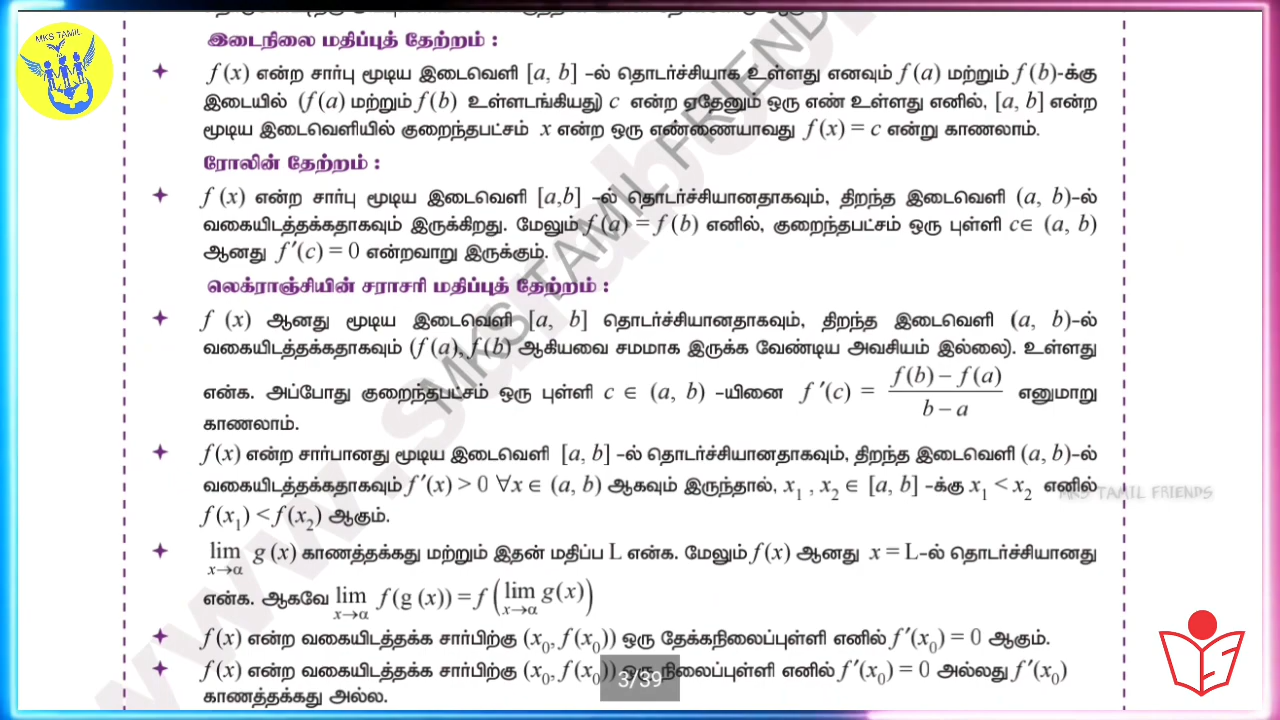 MKS TAMIL
இடைநிலை மதிப்புத் தேற்றம் :
✦ f (x) என்ற சார்பு மூடிய இடைவெளி [a, b] -ல் தொடர்ச்சியாக உள்ளது எனவும் f (a) மற்றும் f (b)-க்கு
இடையில் (f (a) மற்றும் f (b) உள்ளடங்கியது) c என்ற ஏதேனும் ஒரு எண் உள்ளது எனில், [a, b] என்ற
மூடிய இடைவெளியில் குறைந்தபட்சம் x என்ற ஒரு எண்ணையாவது f (x) = c என்று காணலாம்.
ரோலின் தேற்றம் :
✦ f (x) என்ற சார்பு மூடிய இடைவெளி [a,b] -ல் தொடர்ச்சியானதாகவும், திறந்த இடைவெளி (a, b)-ல்
வகையிடத்தக்கதாகவும் இருக்கிறது. மேலும் f (a) = f (b) எனில், குறைந்தபட்சம் ஒரு புள்ளி c∈ (a, b)
ஆனது f ′(c) = 0 என்றவாறு இருக்கும்.
லெக்ராஞ்சியின் சராசரி மதிப்புத் தேற்றம் :
✦ f (x) ஆனது மூடிய இடைவெளி [a, b] தொடர்ச்சியானதாகவும், திறந்த இடைவெளி (a, b)-ல்
வகையிடத்தக்கதாகவும் (f (a), f (b) ஆகியவை சமமாக இருக்க வேண்டிய அவசியம் இல்லை). உள்ளது
என்க. அப்போது குறைந்தபட்சம் ஒரு புள்ளி c ∈ (a, b) -யினை f ′(c) = f (b) − f (a) / b − a எனுமாறு
காணலாம்.
✦ f (x) என்ற சார்பானது மூடிய இடைவெளி [a, b] -ல் தொடர்ச்சியானதாகவும், திறந்த இடைவெளி (a, b)-ல்
வகையிடத்தக்கதாகவும் f ′(x) > 0 ∀x ∈ (a, b) ஆகவும் இருந்தால், x₁ , x₂ ∈ [a, b] -க்கு x₁ < x₂ எனில்
MKS TAMIL FRIENDS
f (x₁) < f (x₂) ஆகும்.
✦ lim x→α g (x) காணத்தக்கது மற்றும் இதன் மதிப்ப L என்க. மேலும் f (x) ஆனது x = L-ல் தொடர்ச்சியானது
என்க. ஆகவே lim x→α f (g (x)) = f (lim x→α g(x))
✦ f (x) என்ற வகையிடத்தக்க சார்பிற்கு (x₀, f (x₀)) ஒரு தேக்கநிலைப்புள்ளி எனில் f ′(x₀) = 0 ஆகும்.
✦ f (x) என்ற வகையிடத்தக்க சார்பிற்கு (x₀, f (x₀)) ஒரு நிலைப்புள்ளி எனில் f ′(x₀) = 0 அல்லது f ′(x₀)
காணத்தக்கது அல்ல.
3/39
MKS TAMIL FRIENDS